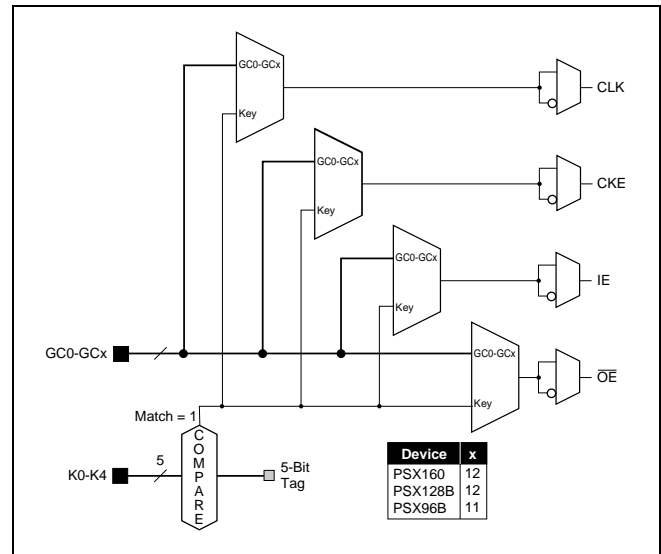 GC0-GCx
Key
CLK
GC0-GCx
Key
CKE
GC0-GCx
Key
IE
GC0-GCx
GC0-GCx
Key
OE
Match = 1
COMPARE
K0-K4
5
5-Bit
Tag
Device x
PSX160 12
PSX128B 12
PSX96B 11